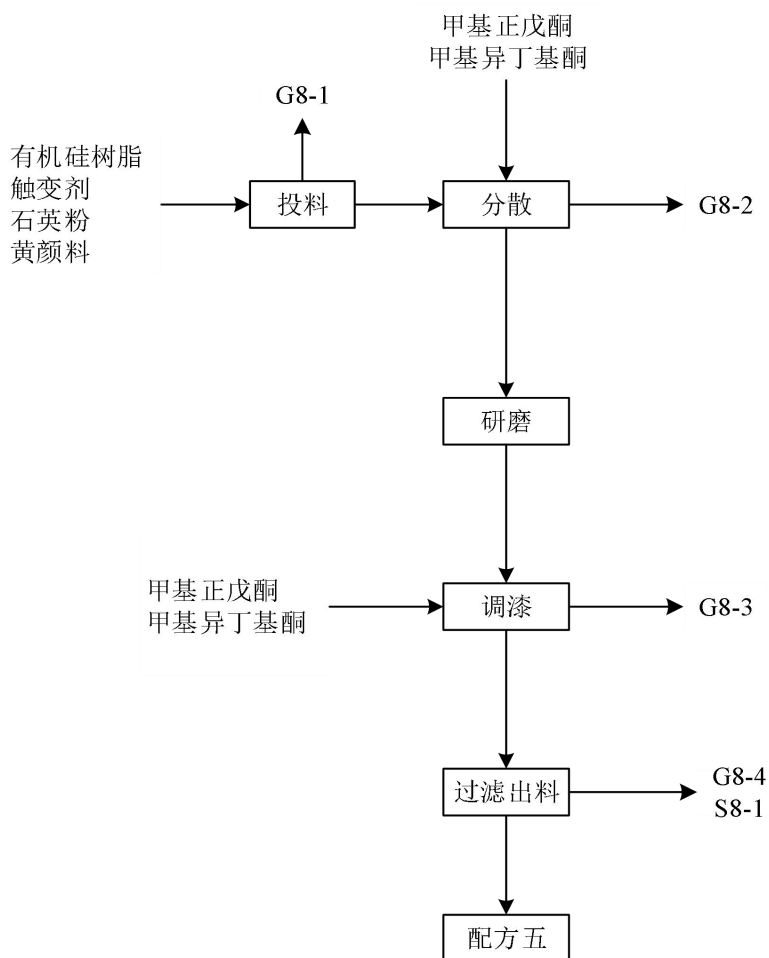 甲基正戊酮
甲基异丁基酮
G8-1
有机硅树脂
触变剂
石英粉
黄颜料
投料
分散
G8-2
研磨
甲基正戊酮
甲基异丁基酮
调漆
G8-3
过滤出料
G8-4
S8-1
配方五